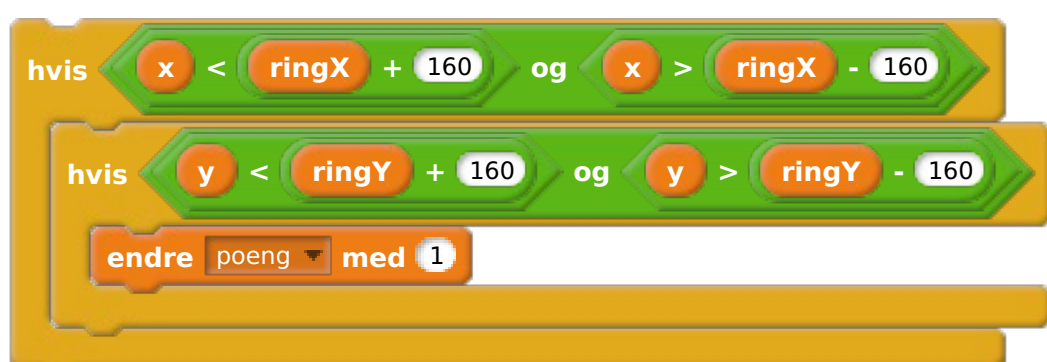 hvis x < ringX + 160 og x > ringX - 160
hvis y < ringY + 160 og y > ringY - 160
endre poeng med 1